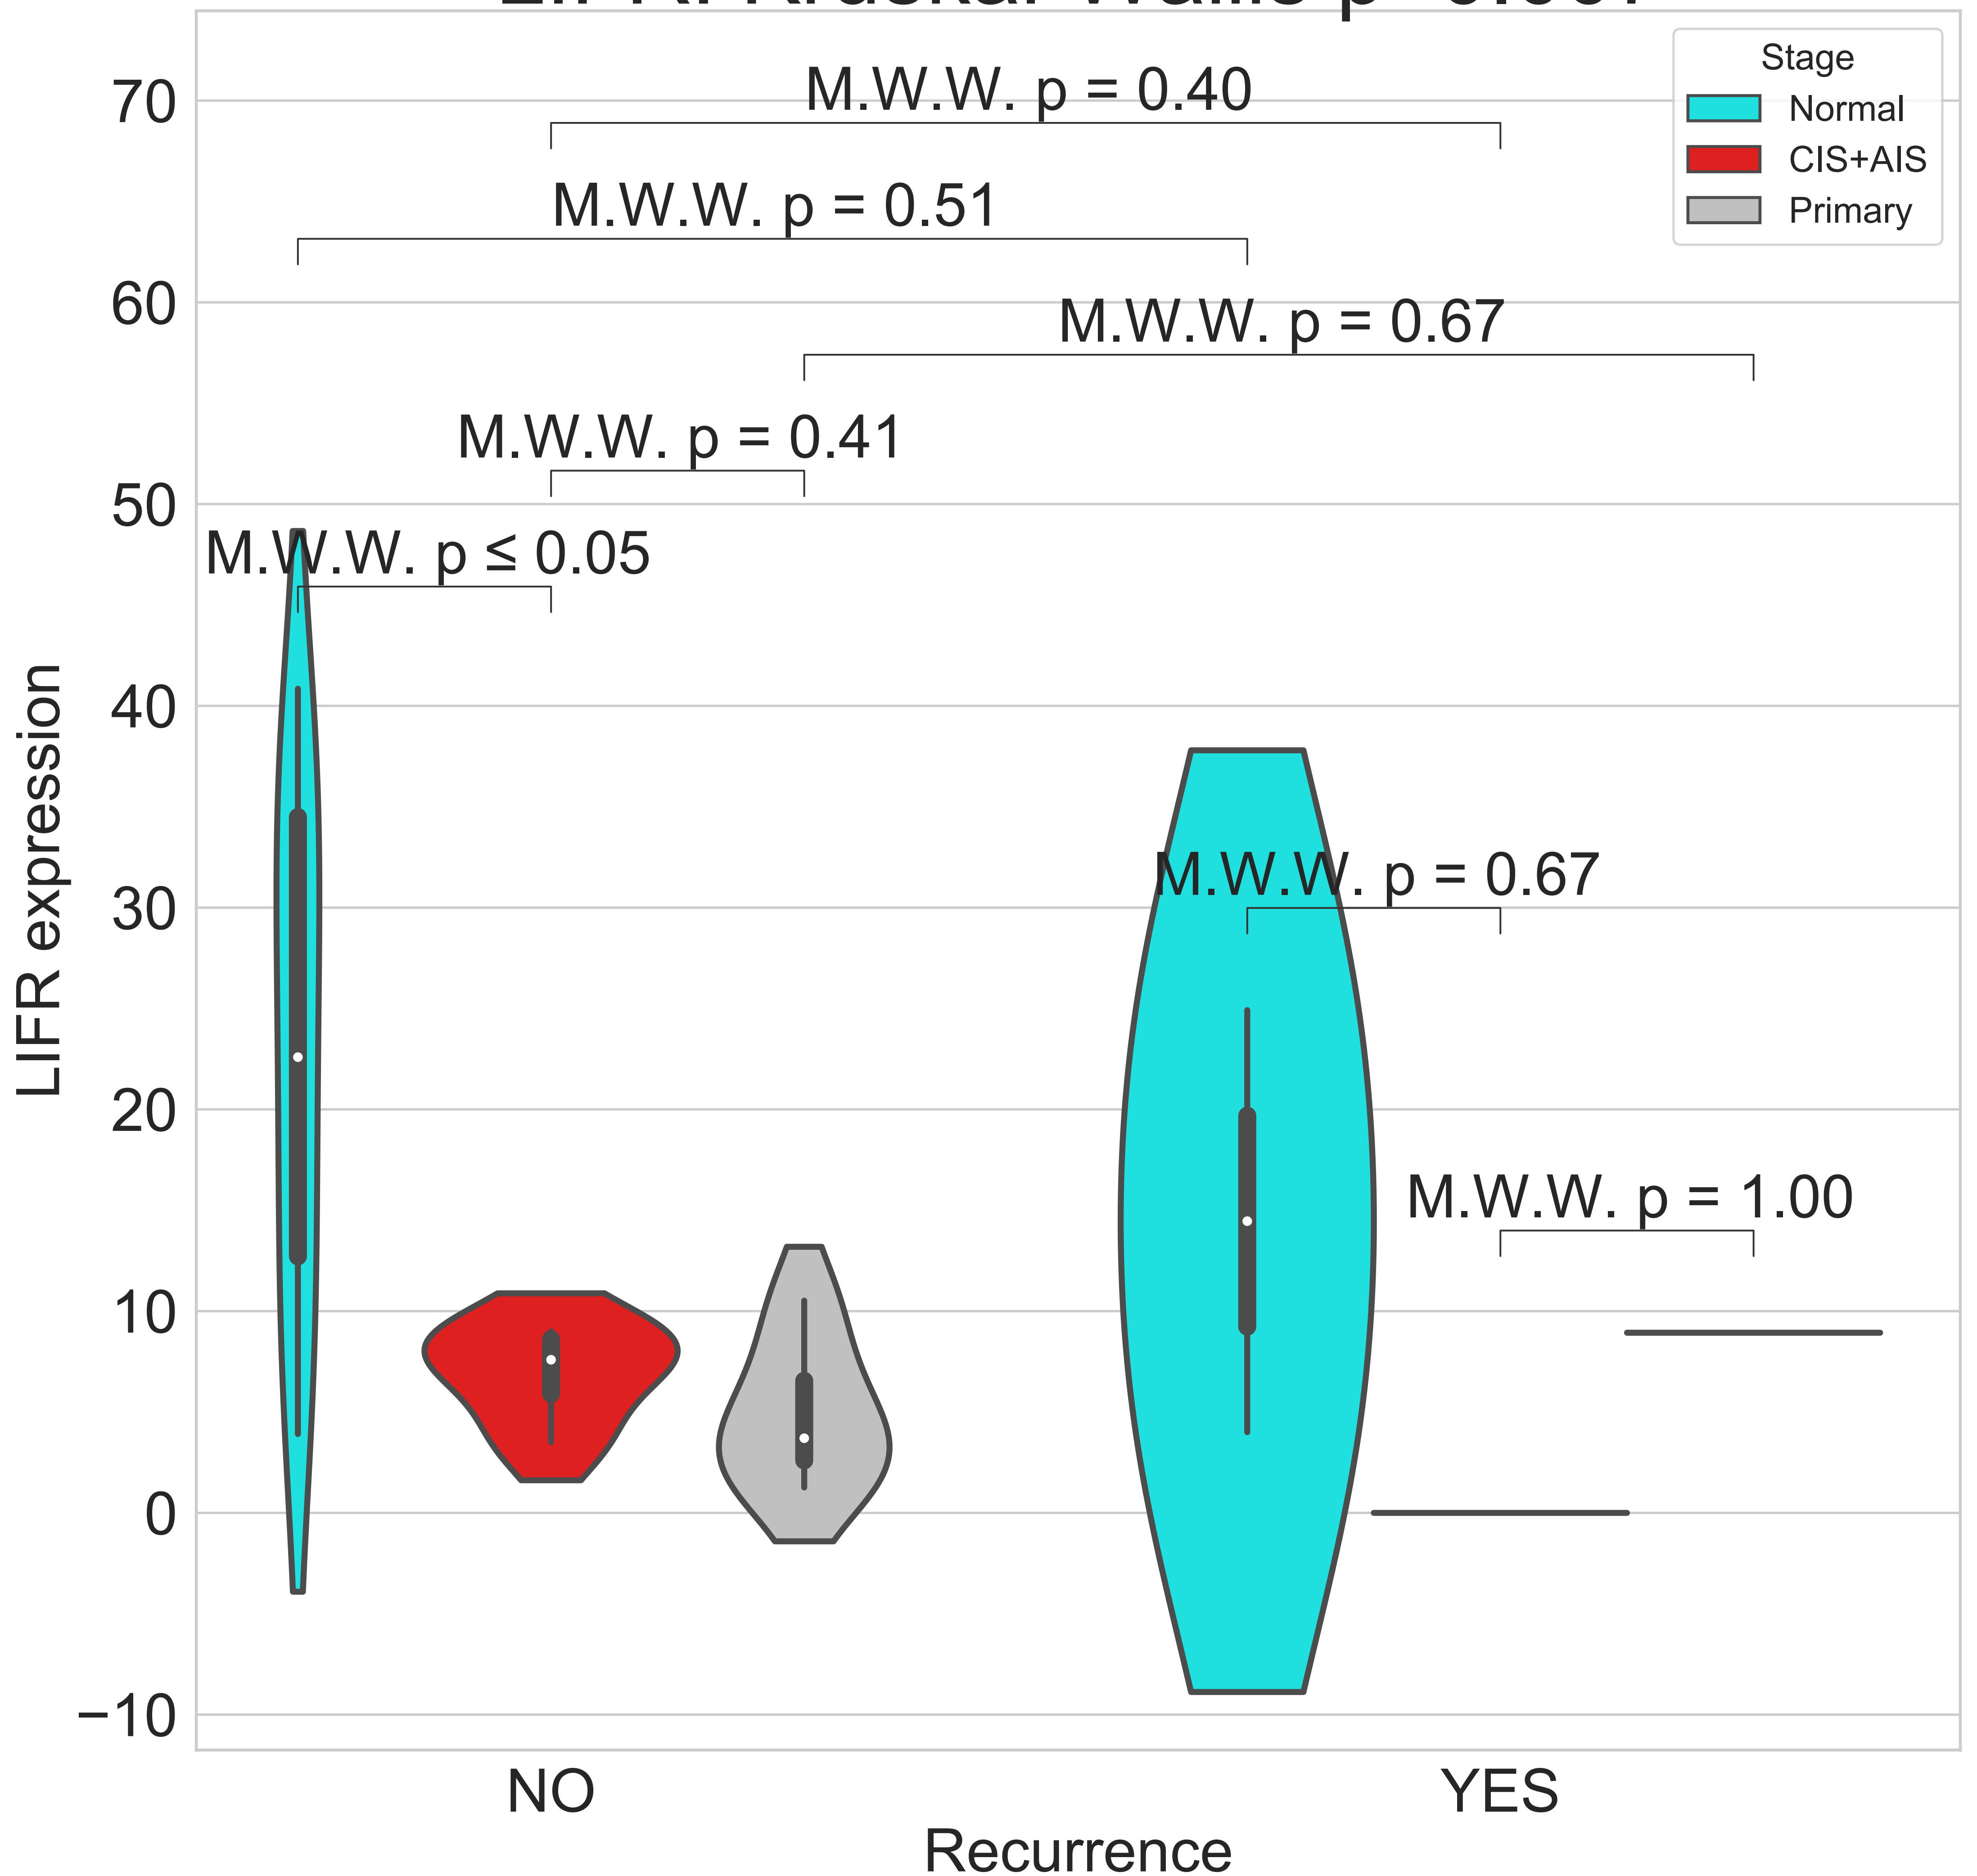 70
60
50
40
30
20
10
0
−10
LIFR expression
M.W.W. p = 0.40
M.W.W. p = 0.51
M.W.W. p = 0.67
M.W.W. p = 0.41
M.W.W. p ≤ 0.05
M.W.W. p = 0.67
M.W.W. p = 1.00
Stage
Normal
CIS+AIS
Primary
NO
YES
Recurrence